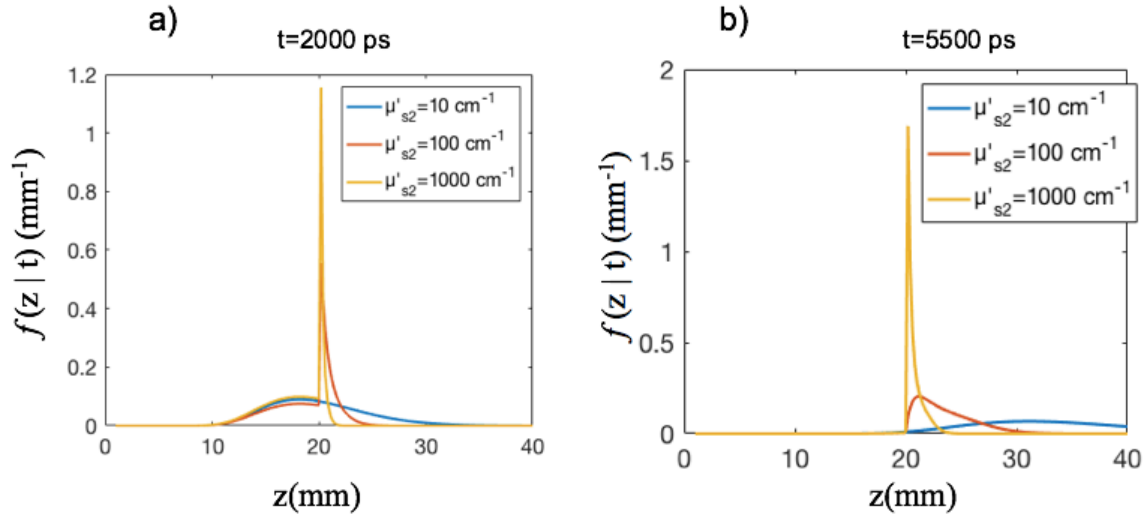 a)
t=2000 ps
1.2
1
0.8
0.6
0.4
0.2
0
0
10
20
30
40
f(z | t) (mm⁻¹)
z(mm)
μ's2=10 cm⁻¹
μ's2=100 cm⁻¹
μ's2=1000 cm⁻¹
b)
t=5500 ps
2
1.5
1
0.5
0
0
10
20
30
40
f(z | t) (mm⁻¹)
z(mm)
μ's2=10 cm⁻¹
μ's2=100 cm⁻¹
μ's2=1000 cm⁻¹